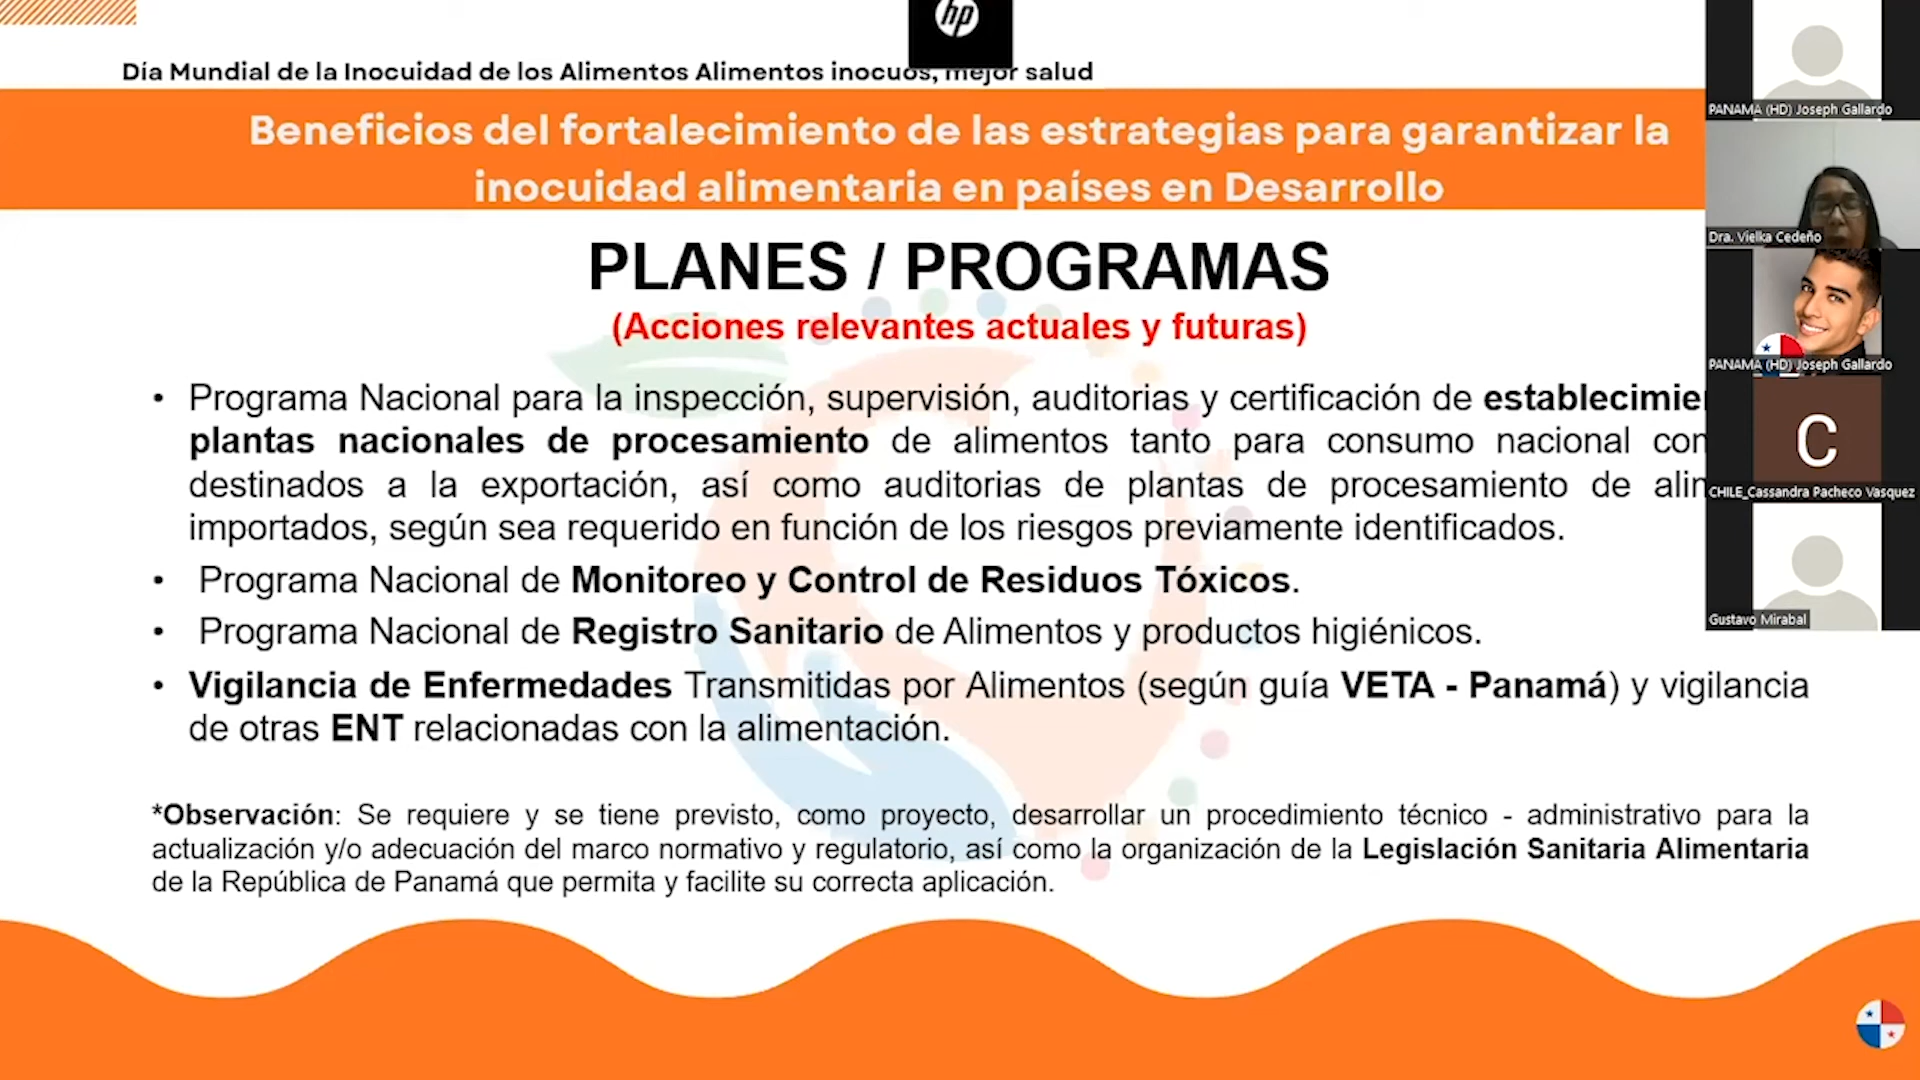 hp
Día Mundial de la Inocuidad de los Alimentos Alimentos inocuos, mejor salud
Beneficios del fortalecimiento de las estrategias para garantizar la
inocuidad alimentaria en países en Desarrollo
PLANES / PROGRAMAS
(Acciones relevantes actuales y futuras)
• Programa Nacional para la inspección, supervisión, auditorias y certificación de
plantas nacionales de procesamiento de alimentos tanto para consumo nacional
destinados a la exportación, así como auditorias de plantas de procesamiento de
importados, según sea requerido en función de los riesgos previamente identificados.
• Programa Nacional de Monitoreo y Control de Residuos Tóxicos.
• Programa Nacional de Registro Sanitario de Alimentos y productos higiénicos.
• Vigilancia de Enfermedades Transmitidas por Alimentos (según guía VETA - Panamá) y vigilancia
de otras ENT relacionadas con la alimentación.
*Observación: Se requiere y se tiene previsto, como proyecto, desarrollar un procedimiento técnico - administrativo para la
actualización y/o adecuación del marco normativo y regulatorio, así como la organización de la Legislación Sanitaria Alimentaria
de la República de Panamá que permita y facilite su correcta aplicación.
PANAMA (HD) Joseph Gallardo
Dra. Vielka Cedeño
PANAMA (HD) Joseph Gallardo
C
CHILE_Cassandra Pacheco Vasquez
Gustavo Mirabal